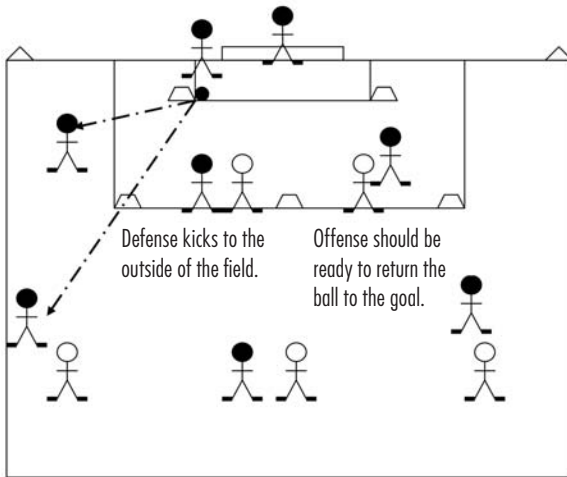 Defense kicks to the
outside of the field.
Offense should be
ready to return the
ball to the goal.